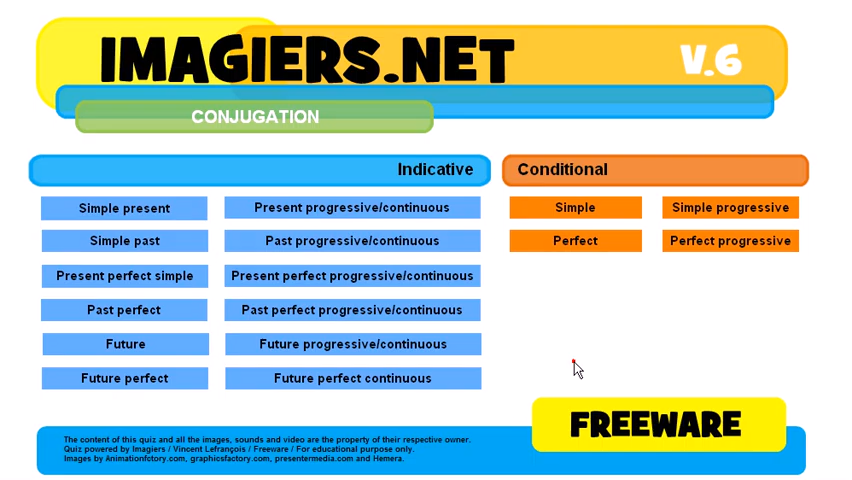 IMAGIERS.NET
V.6
CONJUGATION
Indicative
Conditional
Simple present
Present progressive/continuous
Simple
Simple progressive
Simple past
Past progressive/continuous
Perfect
Perfect progressive
Present perfect simple
Present perfect progressive/continuous
Past perfect
Past perfect progressive/continuous
Future
Future progressive/continuous
Future perfect
Future perfect continuous
FREEWARE
The content of this quiz and all the images, sounds and video are the property of their respective owner.
Quiz powered by Imagiers / Vincent Lefrançois / Freeware / For educational purpose only.
Images by Animationfotory.com, graphicsfactory.com, presentermedia.com and Hemera.